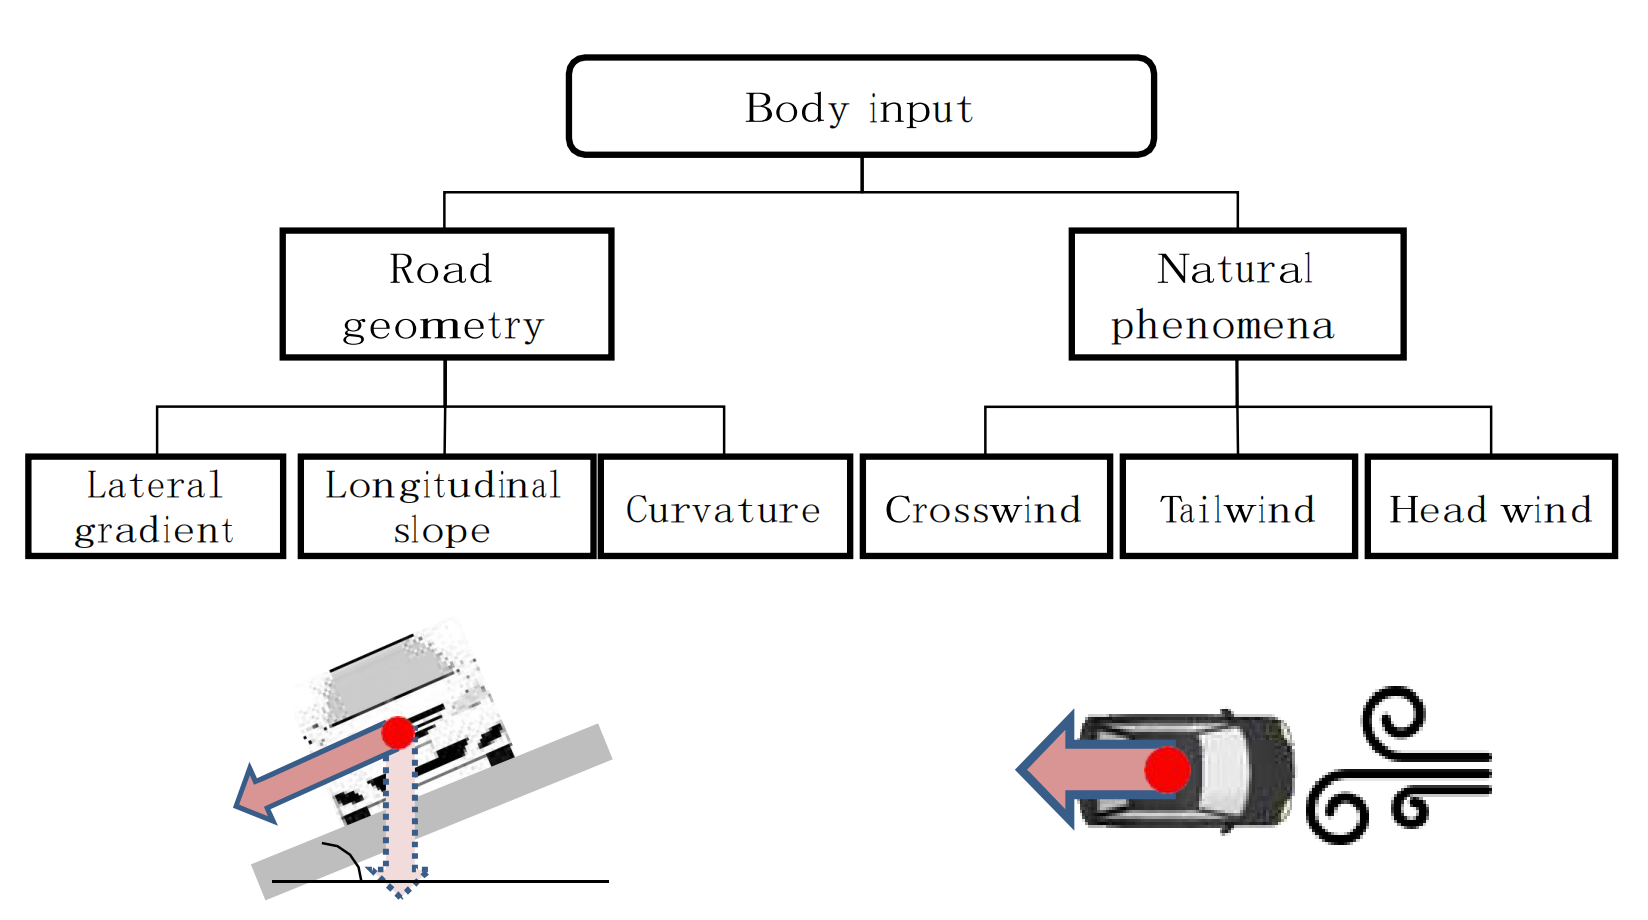 Body input
Road
geometry
Natural
phenomena
Lateral
gradient
Longitudinal
slope
Curvature
Crosswind
Tailwind
Head wind